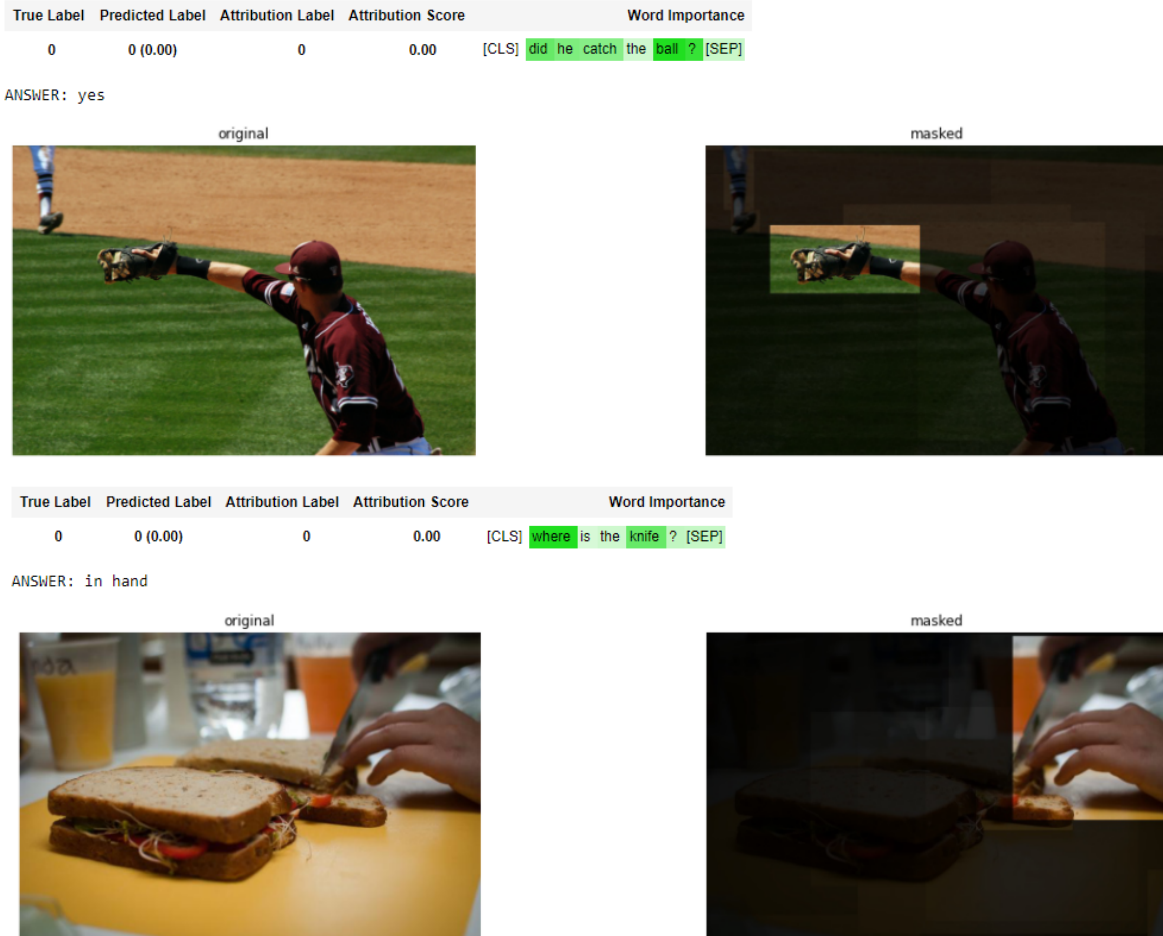 True Label Predicted Label Attribution Label Attribution Score Word Importance
0 0 (0.00) 0 0.00 [CLS] did he catch the ball ? [SEP]
ANSWER: yes
original masked
True Label Predicted Label Attribution Label Attribution Score Word Importance
0 0 (0.00) 0 0.00 [CLS] where is the knife ? [SEP]
ANSWER: in hand
original masked